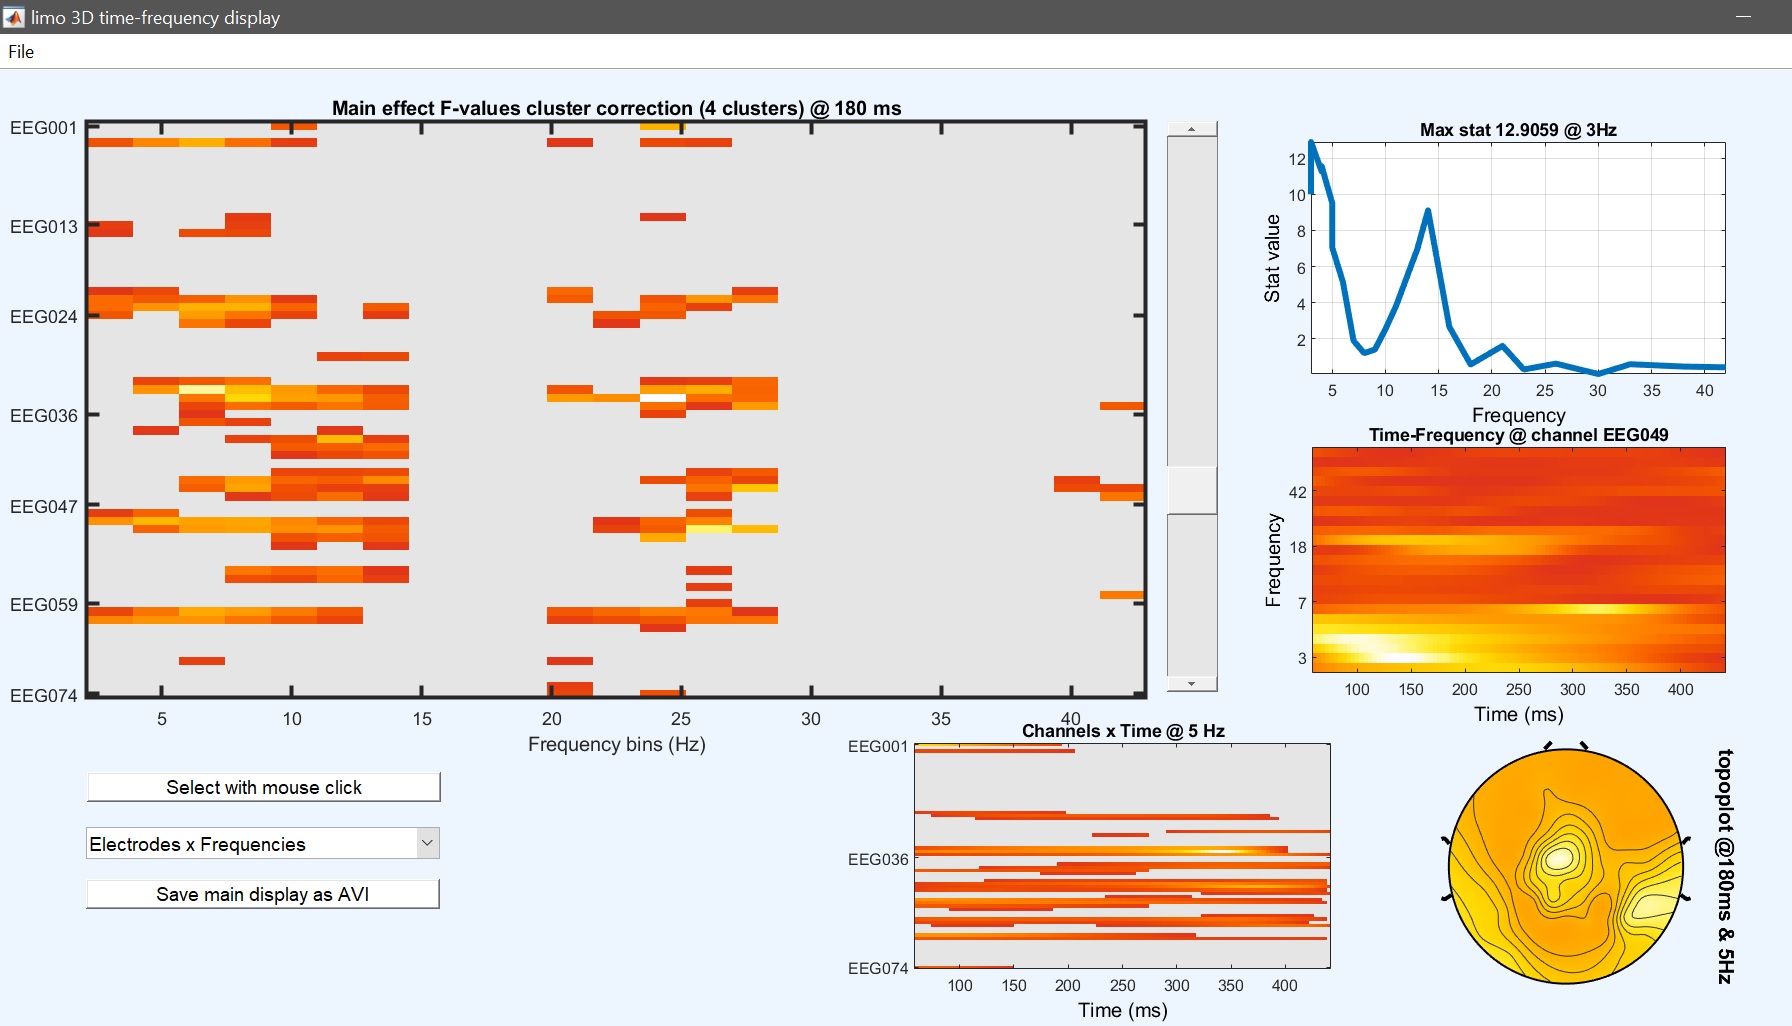 limo 3D time-frequency display
File
Main effect F-values cluster correction (4 clusters) @ 180 ms
EEG001
EEG013
EEG024
EEG036
EEG047
EEG059
EEG074
5 10 15 20 25 30 35 40
Frequency bins (Hz)
Max stat 12.9059 @ 3Hz
Stat value
12
10
8
6
4
2
5 10 15 20 25 30 35 40
Frequency
Time-Frequency @ channel EEG049
Frequency
42
18
7
3
100 150 200 250 300 350 400
Time (ms)
Select with mouse click
Electrodes x Frequencies
Save main display as AVI
Channels x Time @ 5 Hz
EEG001
EEG036
EEG074
100 150 200 250 300 350 400
Time (ms)
topoplot @180ms & 5Hz